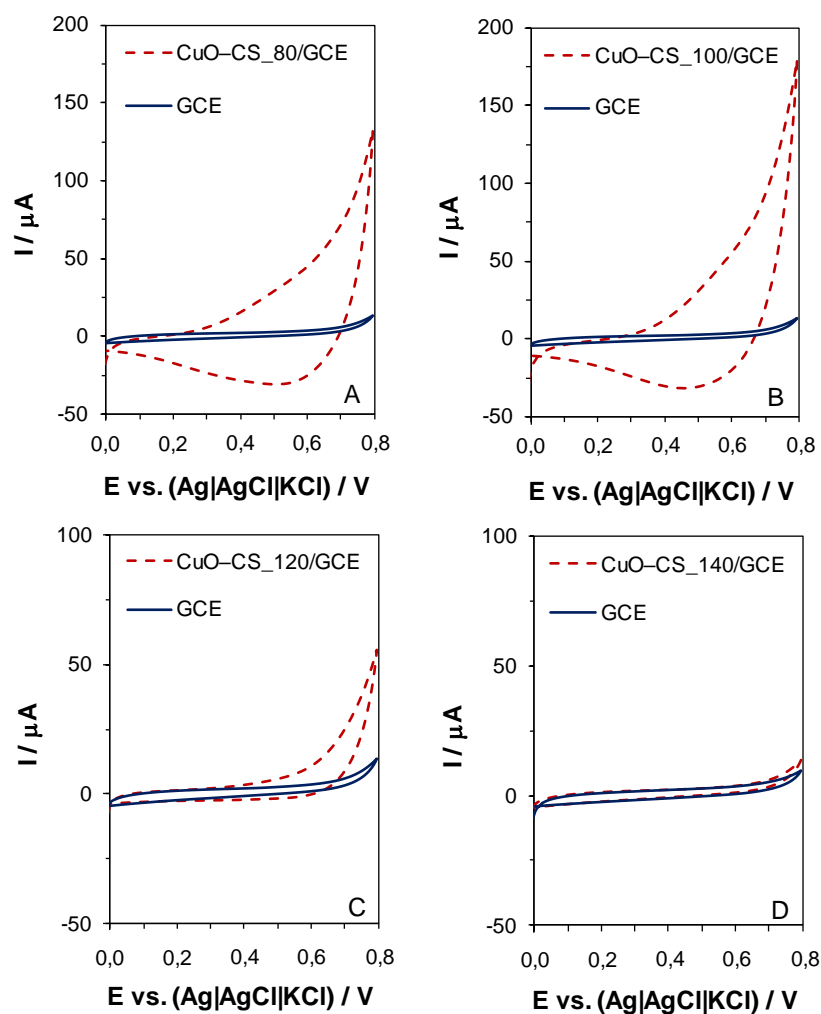 200
150
100
50
0
-50
I / μA
CuO–CS_80/GCE
GCE
A
0,0 0,2 0,4 0,6 0,8
E vs. (Ag|AgCl|KCl) / V
200
150
100
50
0
-50
I / μA
CuO–CS_100/GCE
GCE
B
0,0 0,2 0,4 0,6 0,8
E vs. (Ag|AgCl|KCl) / V
100
50
0
-50
I / μA
CuO–CS_120/GCE
GCE
C
0,0 0,2 0,4 0,6 0,8
E vs. (Ag|AgCl|KCl) / V
100
50
0
-50
I / μA
CuO–CS_140/GCE
GCE
D
0,0 0,2 0,4 0,6 0,8
E vs. (Ag|AgCl|KCl) / V